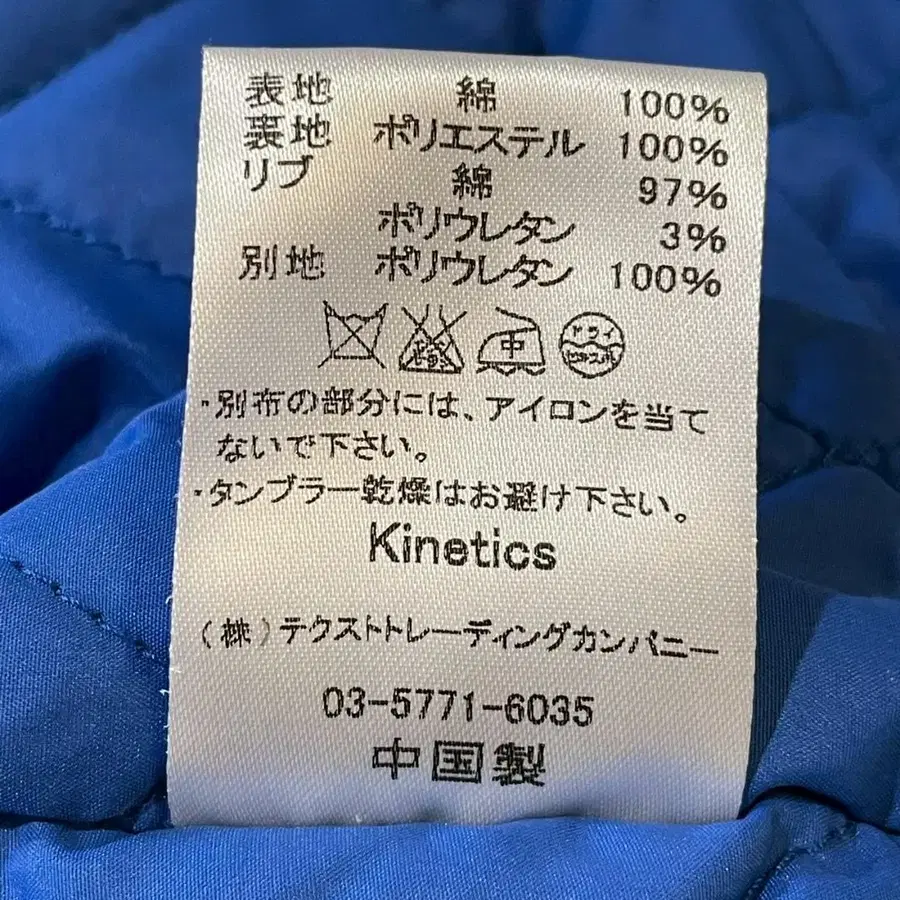 表地 綿 100%
裏地 ポリエステル 100%
リブ 綿 97%
ポリウレタン 3%
別地 ポリウレタン 100%
中 ドライ
・別布の部分には、アイロンを当て
ないで下さい。
・タンブラー乾燥はお避け下さい。
Kinetics
(株)テクストトレーディングカンパニー
03-5771-6035
中国製